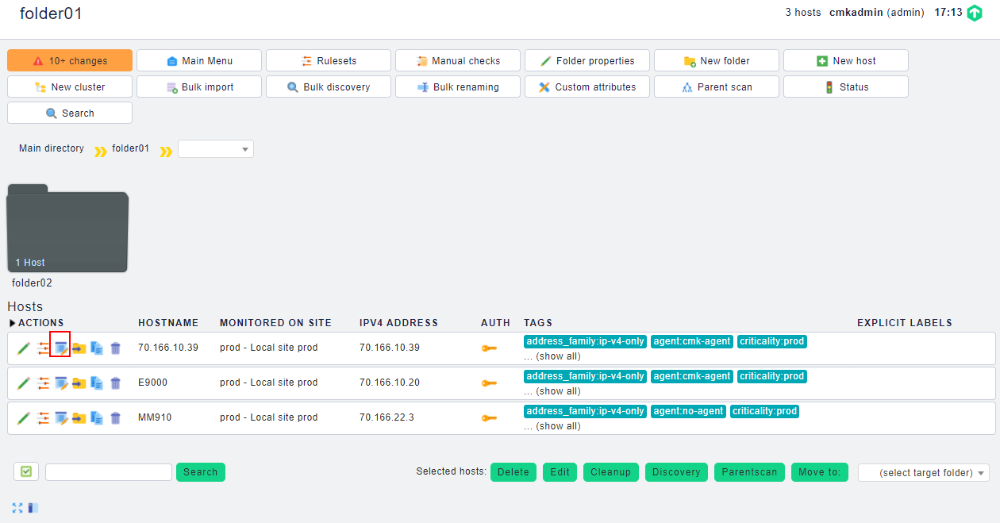 folder01
3 hosts cmkadmin (admin) 17:13
10+ changes Main Menu Rulesets Manual checks Folder properties New folder New host
New cluster Bulk import Bulk discovery Bulk renaming Custom attributes Parent scan Status
Search
Main directory folder01
1 Host
folder02
Hosts
ACTIONS HOSTNAME MONITORED ON SITE IPV4 ADDRESS AUTH TAGS EXPLICIT LABELS
70.166.10.39 prod - Local site prod 70.166.10.39 address_family:ip-v4-only agent:cmk-agent criticality:prod
... (show all)
E9000 prod - Local site prod 70.166.10.20 address_family:ip-v4-only agent:cmk-agent criticality:prod
... (show all)
MM910 prod - Local site prod 70.166.22.3 address_family:ip-v4-only agent:no-agent criticality:prod
... (show all)
Search Selected hosts: Delete Edit Cleanup Discovery Parentscan Move to: (select target folder)